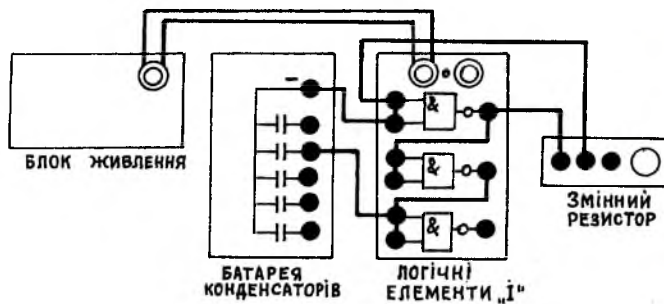 –
&
&
&
БЛОК ЖИВЛЕННЯ
ЗМІННИЙ
РЕЗИСТОР
БАТАРЕЯ
КОНДЕНСАТОРІВ
ЛОГІЧНІ
ЕЛЕМЕНТИ „І"